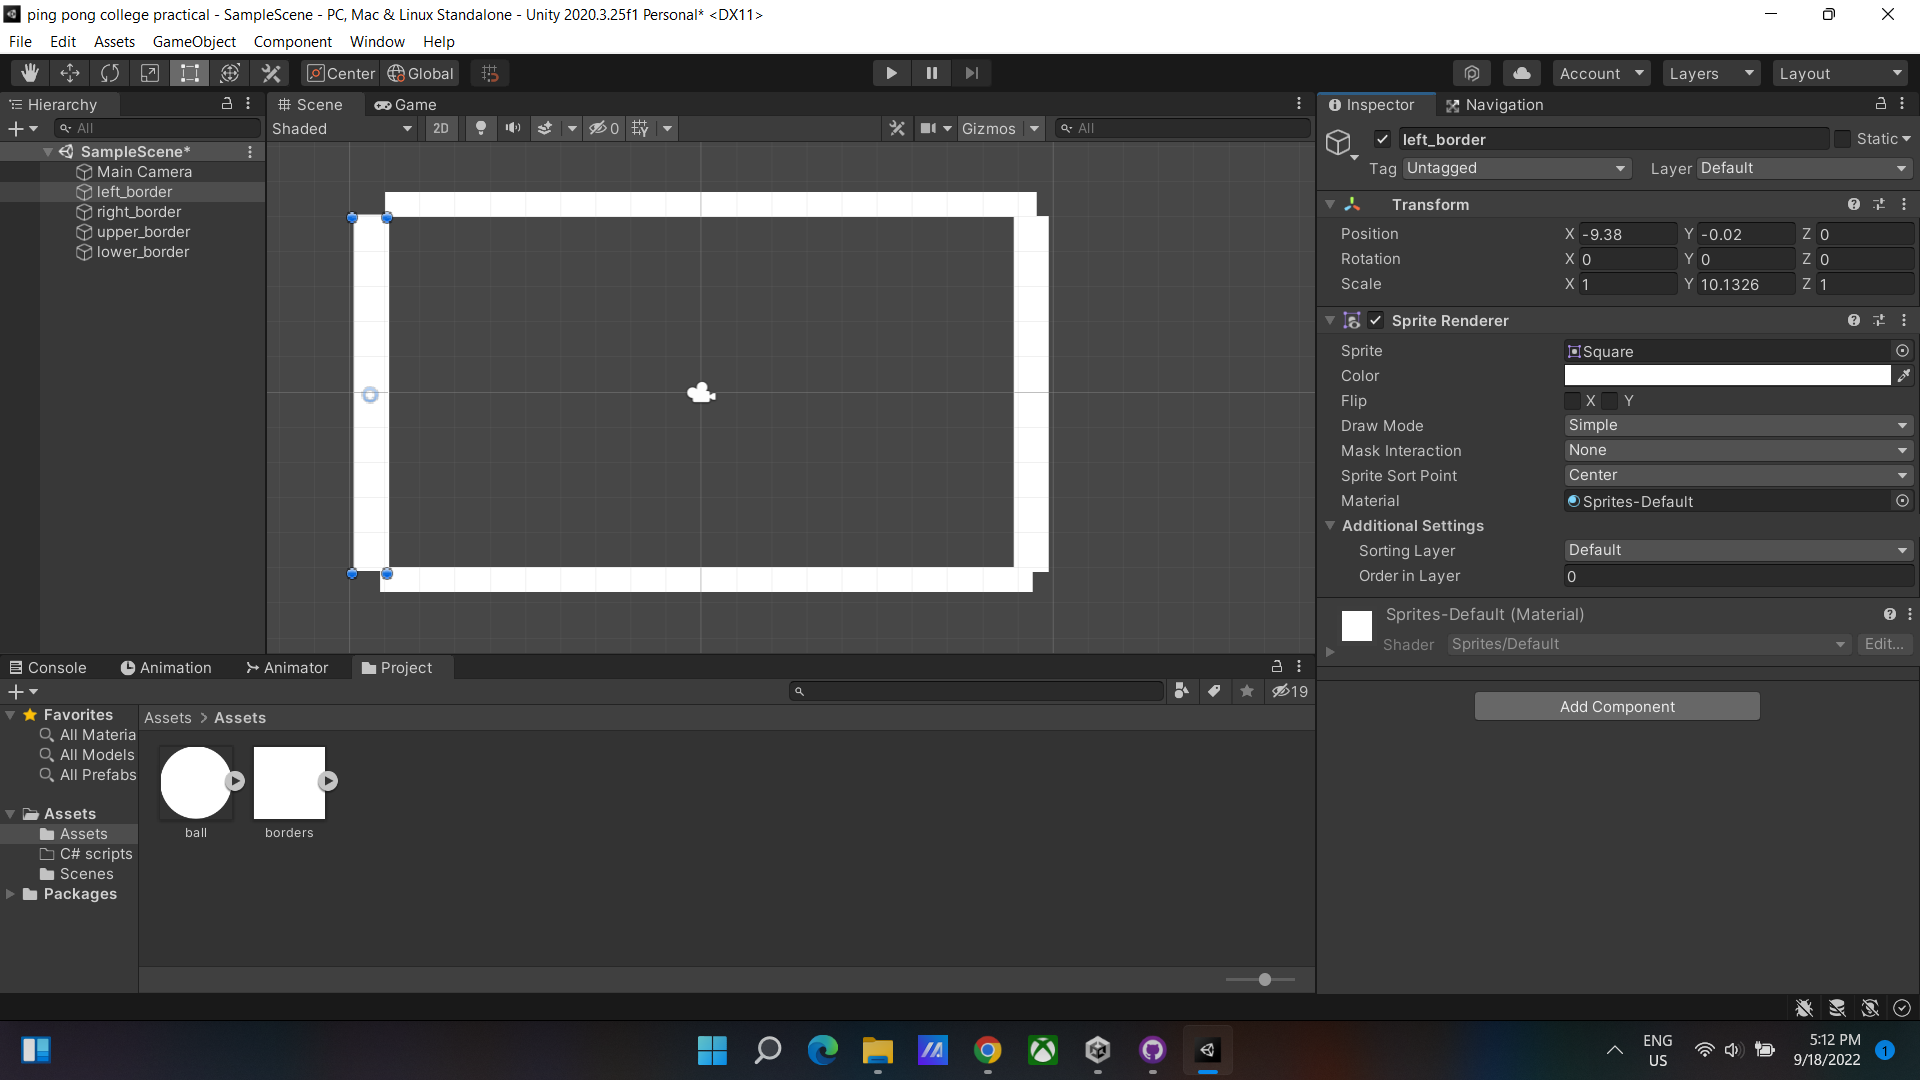 ping pong college practical - SampleScene - PC, Mac & Linux Standalone - Unity 2020.3.25f1 Personal* <DX11>
File Edit Assets GameObject Component Window Help
Center Global Account Layers Layout
Hierarchy
All
SampleScene*
Main Camera
left_border
right_border
upper_border
lower_border
Scene Game
Shaded 2D 0 Gizmos All
Inspector Navigation
left_border Static
Tag Untagged Layer Default
Transform
Position X -9.38 Y -0.02 Z 0
Rotation X 0 Y 0 Z 0
Scale X 1 Y 10.1326 Z 1
Sprite Renderer
Sprite Square
Color
Flip X Y
Draw Mode Simple
Mask Interaction None
Sprite Sort Point Center
Material Sprites-Default
Additional Settings
Sorting Layer Default
Order in Layer 0
Sprites-Default (Material)
Shader Sprites/Default Edit...
Add Component
Console Animation Animator Project
19
Favorites
All Materia
All Models
All Prefabs
Assets
Assets
C# scripts
Scenes
Packages
Assets > Assets
ball borders
ENG
US
5:12 PM
9/18/2022
1